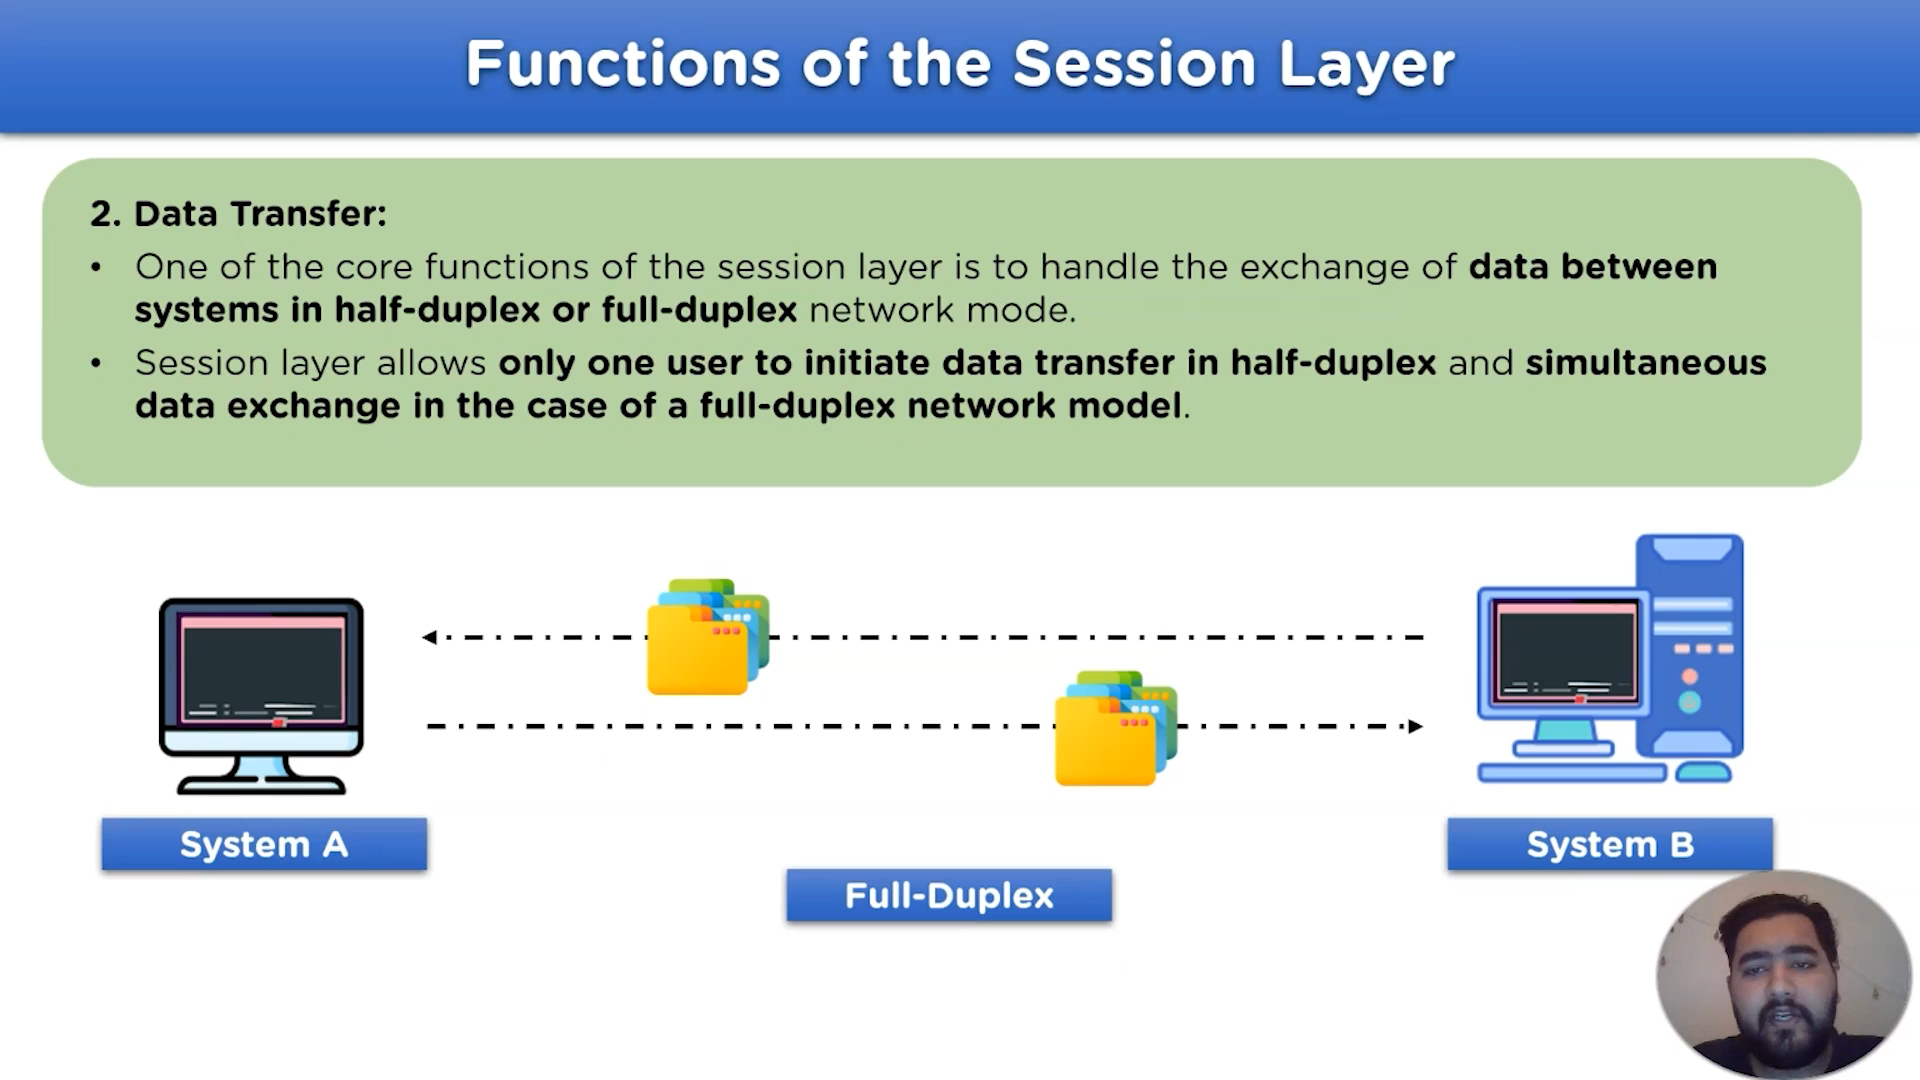 Functions of the Session Layer
2. Data Transfer:
• One of the core functions of the session layer is to handle the exchange of data between
systems in half-duplex or full-duplex network mode.
• Session layer allows only one user to initiate data transfer in half-duplex and simultaneous
data exchange in the case of a full-duplex network model.
System A
System B
Full-Duplex